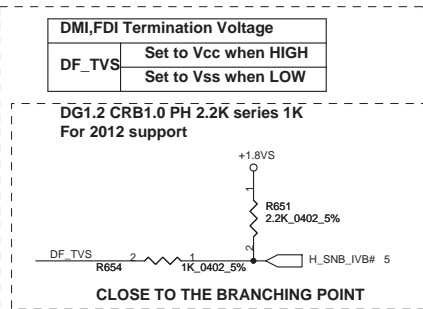 DMI,FDI Termination Voltage
DF_TVS
Set to Vcc when HIGH
Set to Vss when LOW
DG1.2 CRB1.0 PH 2.2K series 1K
For 2012 support
+1.8VS
1
R651
2.2K_0402_5%
2
DF_TVS 2 1 H_SNB_IVB# 5
R654 1K_0402_5%
CLOSE TO THE BRANCHING POINT